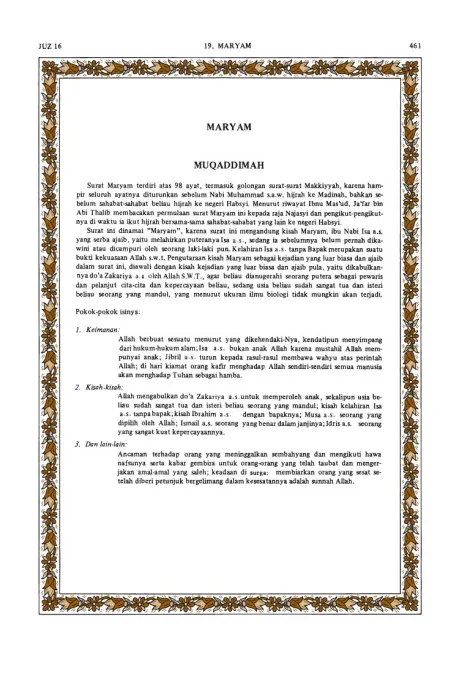 JUZ 16
19. MARYAM
461
MARYAM
MUQADDIMAH
Surat Maryam terdiri atas 98 ayat, termasuk golongan surat-surat Makkiyyah, karena ham-
pir seluruh ayatnya diturunkan sebelum Nabi Muhammad s.a.w. hijrah ke Madinah, bahkan se-
belum sahabat-sahabat beliau hijrah ke negeri Habsyi. Menurut riwayat Ibnu Mas'ud, Ja'far bin
Abi Thalib membacakan permulaan surat Maryam ini kepada raja Najasyi dan pengikut-pengikut-
nya di waktu ia ikut hijrah bersama-sama sahabat-sahabat yang lain ke negeri Habsyi.
Surat ini dinamai "Maryam", karena surat ini mengandung kisah Maryam, ibu Nabi Isa a.s.
yang serba ajaib, yaitu melahirkan puteranya Isa a.s., sedang ia sebelumnya belum pernah dika-
wini atau dicampuri oleh seorang laki-laki pun. Kelahiran Isa a.s. tanpa Bapak merupakan suatu
bukti kekuasaan Allah s.w.t. Pengutaraan kisah Maryam sebagai kejadian yang luar biasa dan ajaib
dalam surat ini, diawali dengan kisah kejadian yang luar biasa dan ajaib pula, yaitu dikabulkan-
nya do'a Zakariya a.s oleh Allah S.W.T., agar beliau dianugerahi seorang putera sebagai pewaris
dan pelanjut cita-cita dan kepercayaan beliau, sedang usia beliau sudah sangat tua dan isteri
beliau seorang yang mandul, yang menurut ukuran ilmu biologi tidak mungkin akan terjadi.
Pokok-pokok isinya:
1. Keimanan:
Allah berbuat sesuatu menurut yang dikehendaki-Nya, kendatipun menyimpang
dari hukum-hukum alam; Isa a.s. bukan anak Allah karena mustahil Allah mem-
punyai anak; Jibril a.s. turun kepada rasul-rasul membawa wahyu atas perintah
Allah; di hari kiamat orang kafir menghadap Allah sendiri-sendiri semua manusia
akan menghadap Tuhan sebagai hamba.
2. Kisah-kisah:
Allah mengabulkan do'a Zakariya a.s. untuk memperoleh anak, sekalipun usia be-
liau sudah sangat tua dan isteri beliau seorang yang mandul; kisah kelahiran Isa
a.s. tanpa bapak; kisah Ibrahim a.s. dengan bapaknya; Musa a.s. seorang yang
dipilih oleh Allah; Ismail a.s. seorang yang benar dalam janjinya; Idris a.s. seorang
yang sangat kuat kepercayaannya.
3. Dan lain-lain:
Ancaman terhadap orang yang meninggalkan sembahyang dan mengikuti hawa
nafsunya serta kabar gembira untuk orang-orang yang telah taubat dan menger-
jakan amal-amal yang saleh; keadaan di surga; membiarkan orang yang sesat se-
telah diberi petunjuk bergelimang dalam kesesatannya adalah sunnah Allah.